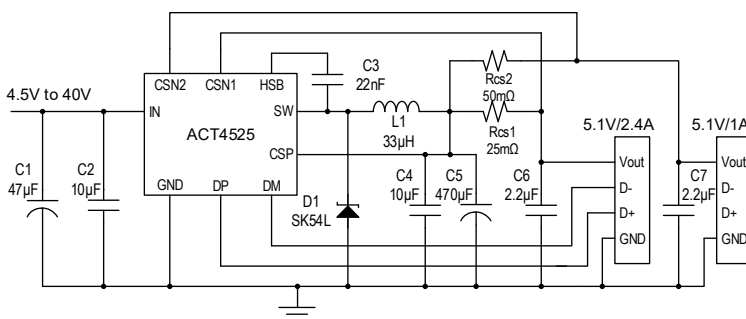 4.5V to 40V
CSN2
CSN1
HSB
IN
SW
ACT4525
CSP
GND
DP
DM
C1
47µF
C2
10µF
C3
22nF
L1
33µH
D1
SK54L
C4
10µF
C5
470µF
Rcs2
50mΩ
Rcs1
25mΩ
C6
2.2µF
5.1V/2.4A
Vout
D-
D+
GND
C7
2.2µF
5.1V/1A
Vout
D-
D+
GND